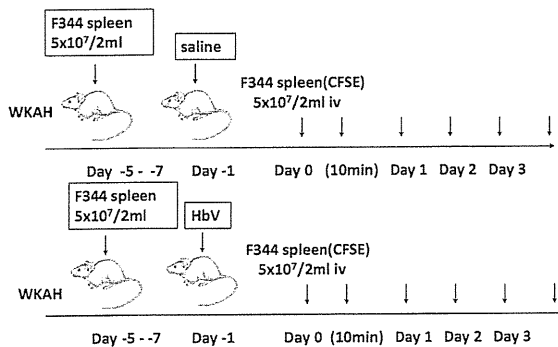 F344 spleen
5x10⁷/2ml
saline
F344 spleen(CFSE)
5x10⁷/2ml iv
WKAH
Day -5 - -7 Day -1 Day 0 (10min) Day 1 Day 2 Day 3
F344 spleen
5x10⁷/2ml
HbV
F344 spleen(CFSE)
5x10⁷/2ml iv
WKAH
Day -5 - -7 Day -1 Day 0 (10min) Day 1 Day 2 Day 3